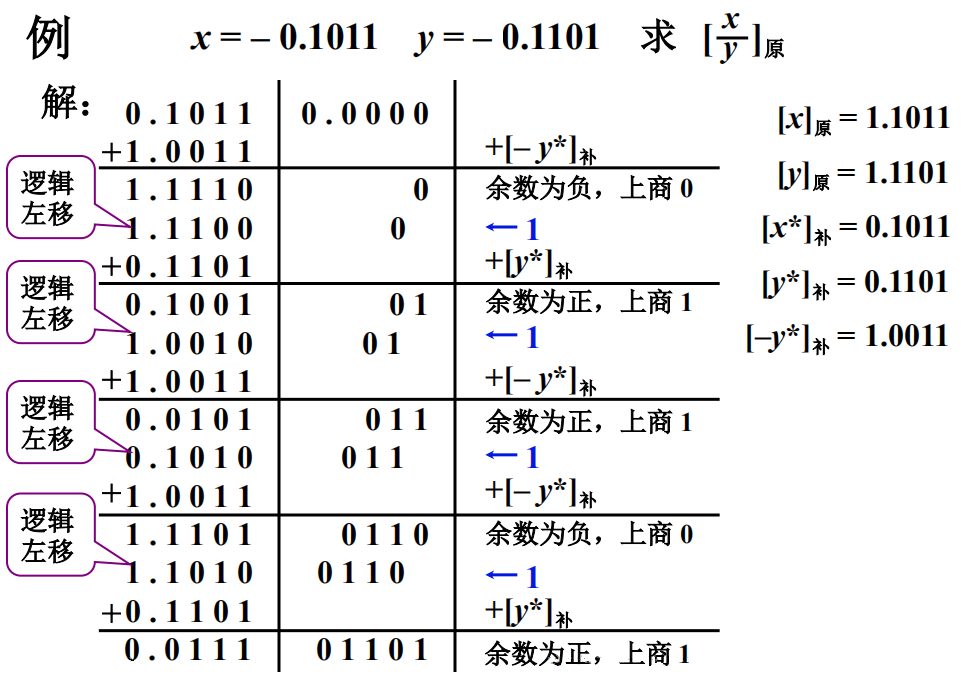 例 x = – 0.1011 y = – 0.1101 求 [x/y]原
解：
0.1011 0.0000 [x]原 = 1.1011
+1.0011 +[– y*]补
逻辑左移
1.1110 0 余数为负，上商 0 [y]原 = 1.1101
1.1100 0 ←1 [x*]补 = 0.1011
+0.1101 +[y*]补
逻辑左移
0.1001 01 余数为正，上商 1 [y*]补 = 0.1101
1.0010 01 ←1 [–y*]补 = 1.0011
+1.0011 +[– y*]补
逻辑左移
0.0101 011 余数为正，上商 1
0.1010 011 ←1
+1.0011 +[– y*]补
逻辑左移
1.1101 0110 余数为负，上商 0
1.1010 0110 ←1
+0.1101 +[y*]补
0.0111 01101 余数为正，上商 1